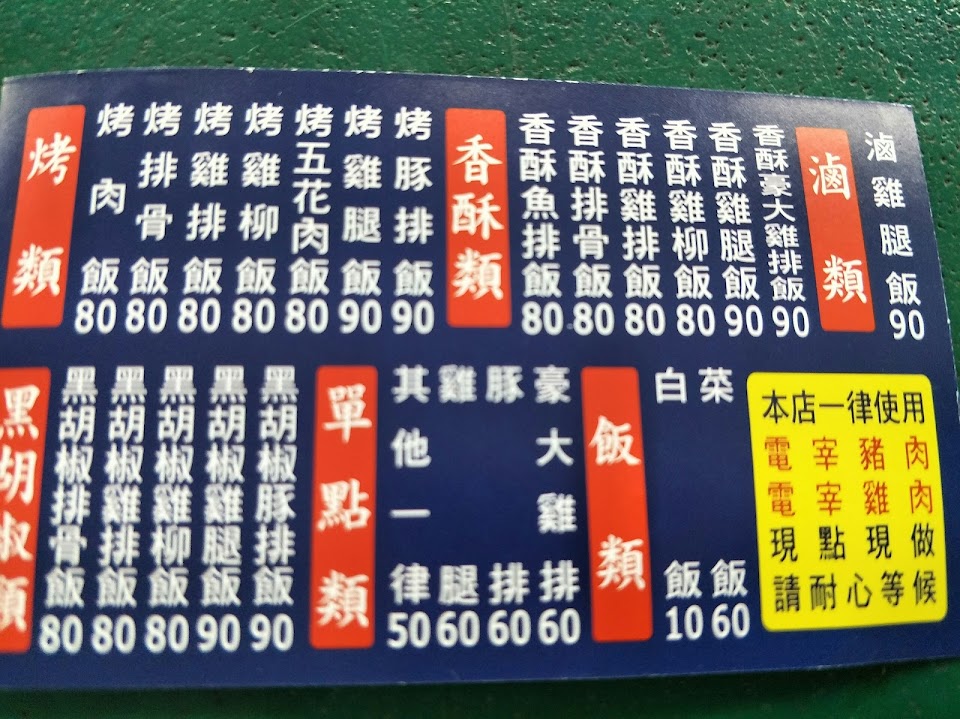 烤類
烤肉飯80
烤排骨飯80
烤雞排飯80
烤雞柳飯80
烤五花肉飯80
烤雞腿飯90
烤豚排飯90
香酥類
香酥魚排飯80
香酥排骨飯80
香酥雞排飯80
香酥雞柳飯80
香酥雞腿飯90
香酥豪大雞排飯90
滷類
滷雞腿飯90
黑胡椒類
黑胡椒排骨飯80
黑胡椒雞排飯80
黑胡椒雞柳飯80
黑胡椒雞腿飯90
黑胡椒豚排飯90
單點類
其他一律50
雞腿60
豚排60
豪大雞排60
飯類
白飯10
菜飯60
本店一律使用
電宰豬肉
電宰雞肉
現點現做
請耐心等候